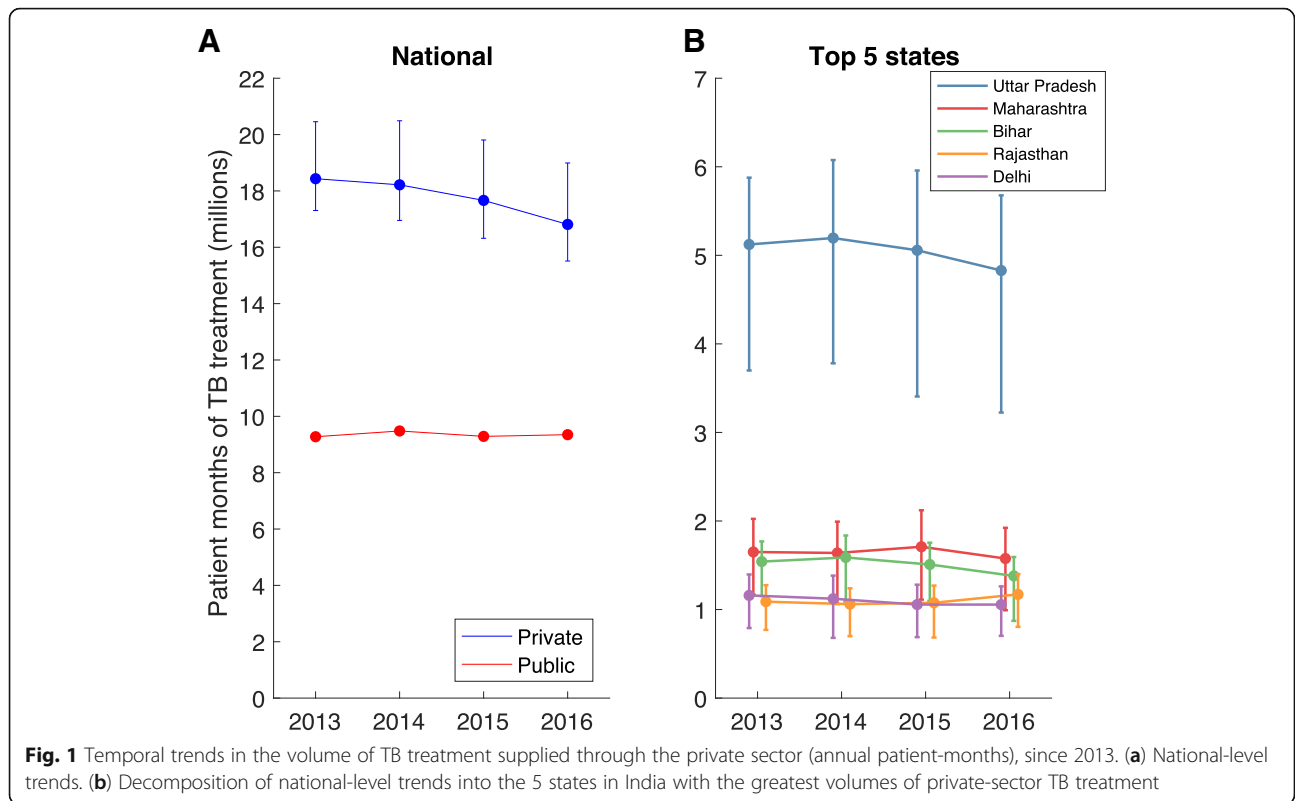 A
National
Patient months of TB treatment (millions)
22
20
18
16
14
12
10
8
6
4
2
0
2013 2014 2015 2016
Private
Public
B
Top 5 states
7
6
5
4
3
2
1
0
2013 2014 2015 2016
Uttar Pradesh
Maharashtra
Bihar
Rajasthan
Delhi
Fig. 1 Temporal trends in the volume of TB treatment supplied through the private sector (annual patient-months), since 2013. (a) National-level
trends. (b) Decomposition of national-level trends into the 5 states in India with the greatest volumes of private-sector TB treatment